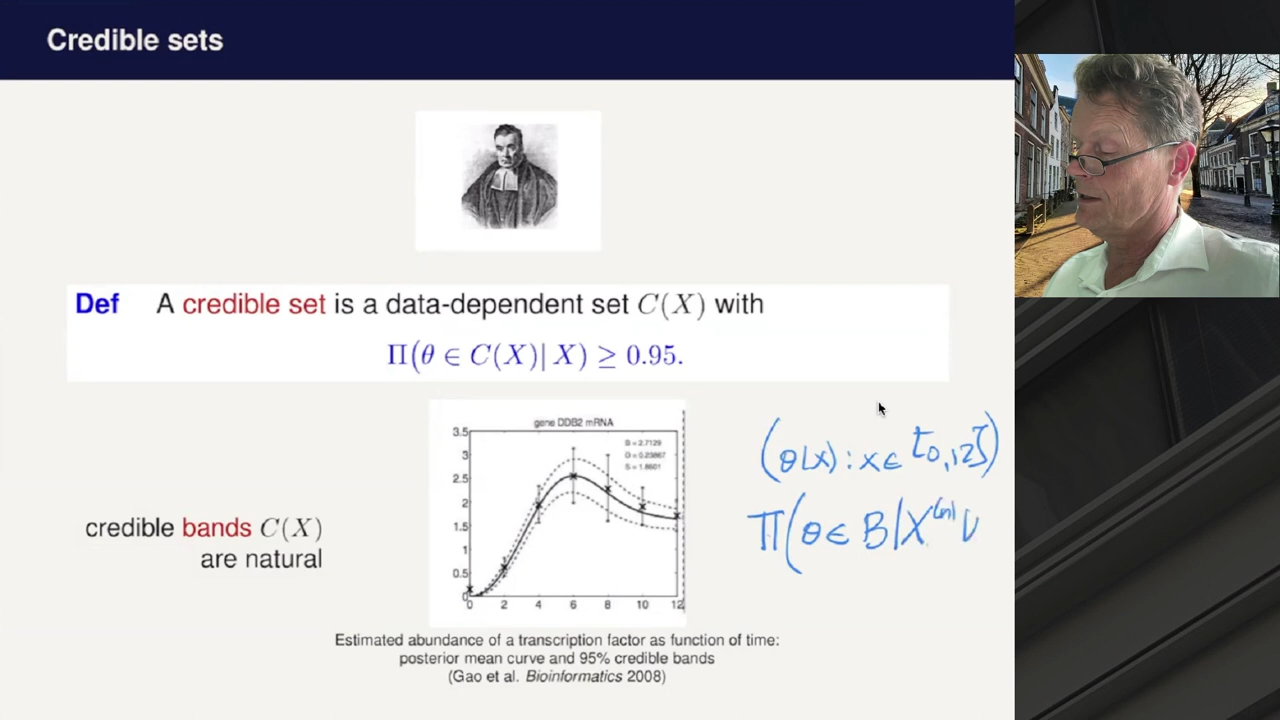 Credible sets
Def A credible set is a data-dependent set C(X) with
Π(θ ∈ C(X)| X) ≥ 0.95.
credible bands C(X)
are natural
gene DDB2 mRNA
3.5
3
2.5
2
1.5
1
0.5
0
0 2 4 6 8 10 12
B = 2.7129
D = 0.23867
S = 1.8601
(θ(x) : x ∈ [0,12])
Π(θ ∈ B|X^(n)
Estimated abundance of a transcription factor as function of time:
posterior mean curve and 95% credible bands
(Gao et al. Bioinformatics 2008)